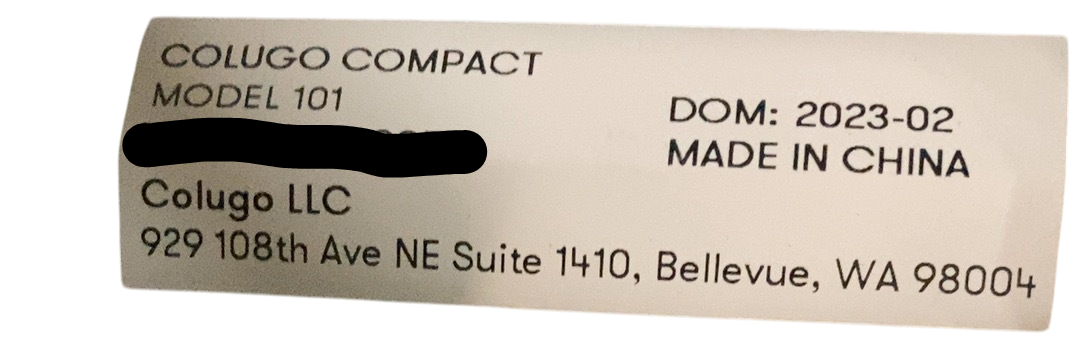 COLUGO COMPACT
MODEL 101
DOM: 2023-02
MADE IN CHINA
Colugo LLC
929 108th Ave NE Suite 1410, Bellevue, WA 98004